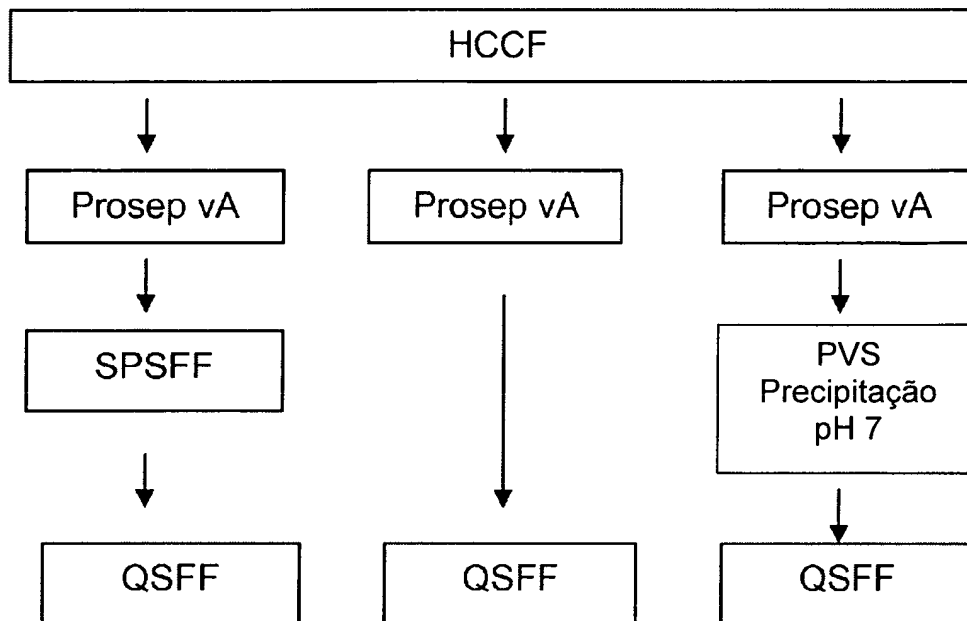 HCCF
Prosep vA
Prosep vA
Prosep vA
SPSFF
PVS
Precipitação
pH 7
QSFF
QSFF
QSFF